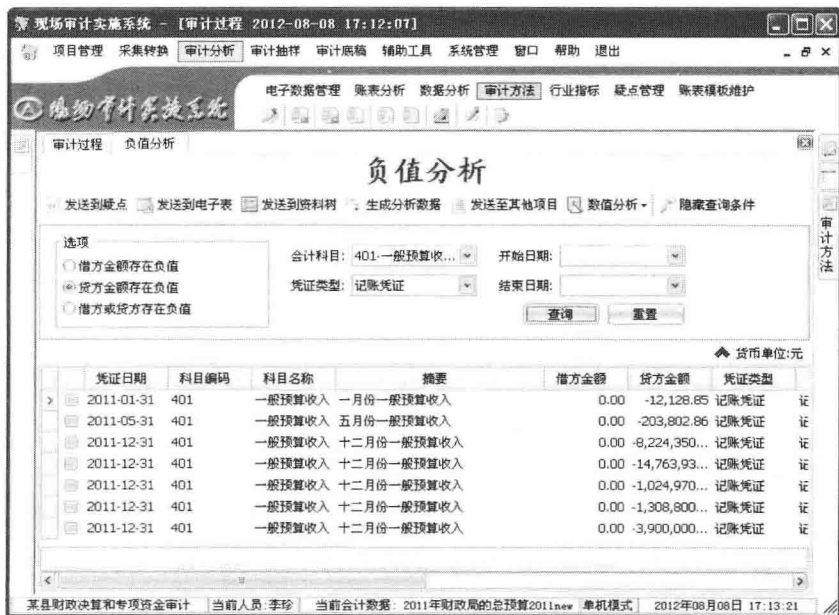 现场审计实施系统 - [审计过程 2012-08-08 17:12:07]
项目管理 采集转换 审计分析 审计抽样 审计底稿 辅助工具 系统管理 窗口 帮助 退出
电子数据管理 账表分析 数据分析 审计方法 行业指标 疑点管理 账表模板维护
现场审计实施系统
审计过程 负值分析
负值分析
发送到疑点 发送到电子表 发送到资料树 生成分析数据 发送至其他项目 数值分析 隐藏查询条件
审计方法
选项
借方金额存在负值
贷方金额存在负值
借方或贷方存在负值
会计科目: 401-一般预算收... 开始日期:
凭证类型: 记账凭证 结束日期:
查询 重置
货币单位:元
凭证日期 科目编码 科目名称 摘要 借方金额 贷方金额 凭证类型
2011-01-31 401 一般预算收入 一月份一般预算收入 0.00 -12,128.85 记账凭证 证
2011-05-31 401 一般预算收入 五月份一般预算收入 0.00 -203,802.86 记账凭证 证
2011-12-31 401 一般预算收入 十二月份一般预算收入 0.00 -8,224,350... 记账凭证 证
2011-12-31 401 一般预算收入 十二月份一般预算收入 0.00 -14,763,93... 记账凭证 证
2011-12-31 401 一般预算收入 十二月份一般预算收入 0.00 -1,024,970... 记账凭证 证
2011-12-31 401 一般预算收入 十二月份一般预算收入 0.00 -1,308,800... 记账凭证 证
2011-12-31 401 一般预算收入 十二月份一般预算收入 0.00 -3,900,000... 记账凭证 证
某县财政决算和专项资金审计 当前人员:李珍 当前会计数据: 2011年财政局的总预算2011new 单机模式 2012年08月08日 17:13:21